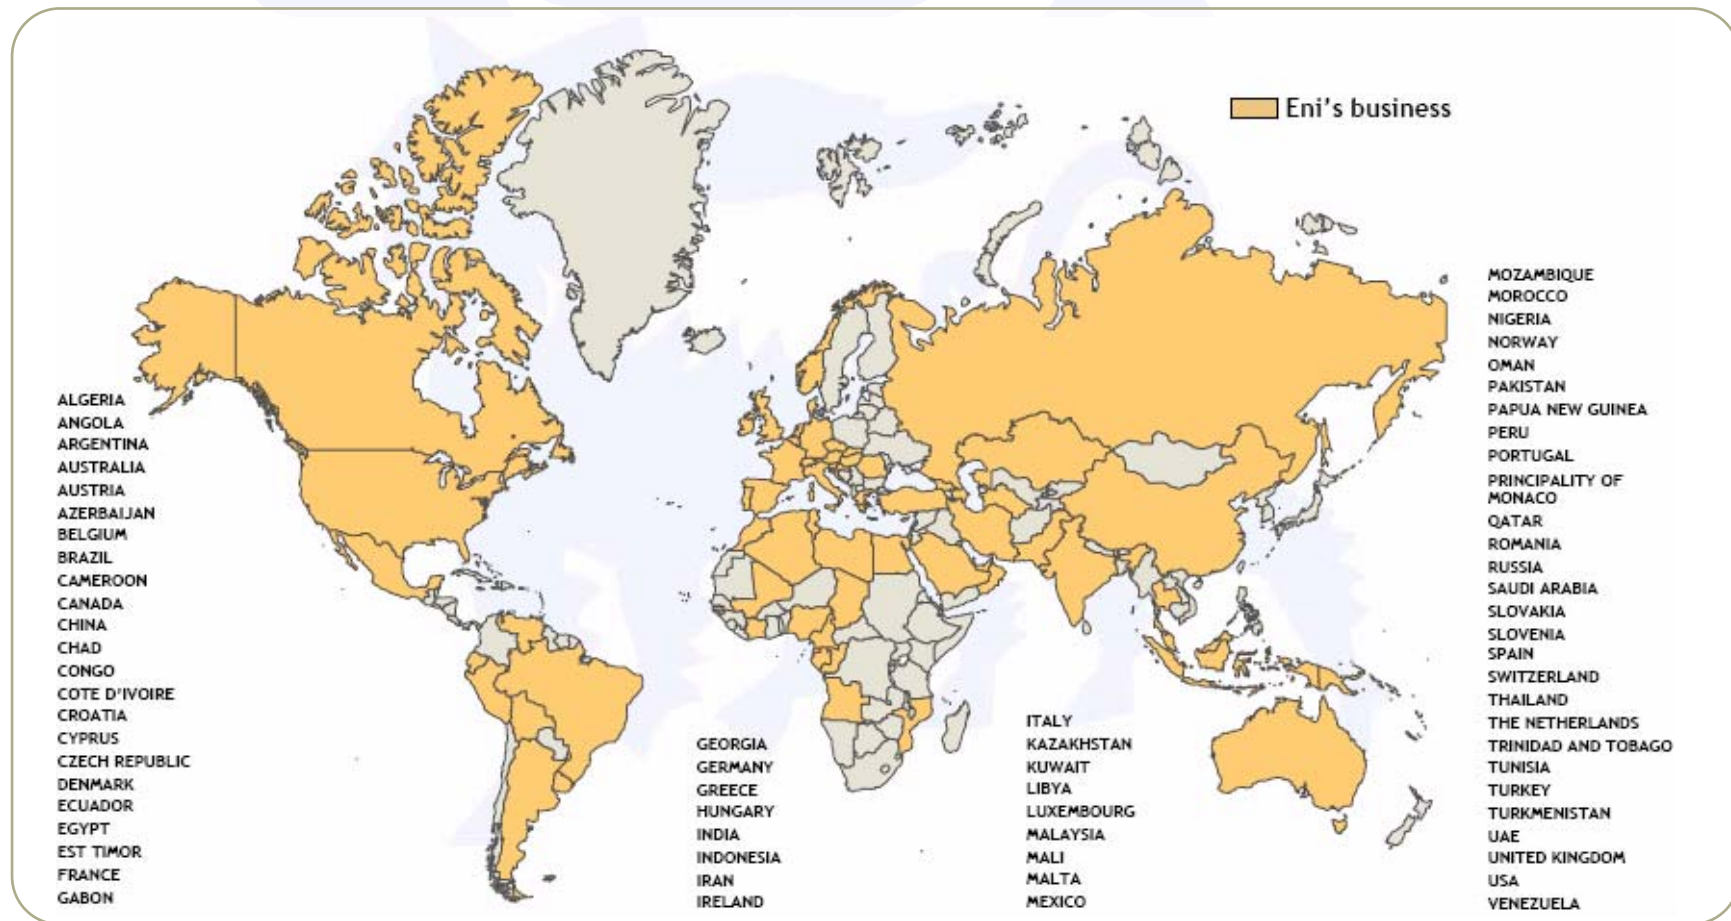 Eni's business
ALGERIA
ANGOLA
ARGENTINA
AUSTRALIA
AUSTRIA
AZERBAIJAN
BELGIUM
BRAZIL
CAMEROON
CANADA
CHINA
CHAD
CONGO
COTE D'IVOIRE
CROATIA
CYPRUS
CZECH REPUBLIC
DENMARK
ECUADOR
EGYPT
EST TIMOR
FRANCE
GABON
GEORGIA
GERMANY
GREECE
HUNGARY
INDIA
INDONESIA
IRAN
IRELAND
ITALY
KAZAKHSTAN
KUWAIT
LIBYA
LUXEMBOURG
MALAYSIA
MALI
MALTA
MEXICO
MOZAMBIQUE
MOROCCO
NIGERIA
NORWAY
OMAN
PAKISTAN
PAPUA NEW GUINEA
PERU
PORTUGAL
PRINCIPALITY OF
MONACO
QATAR
ROMANIA
RUSSIA
SAUDI ARABIA
SLOVAKIA
SLOVENIA
SPAIN
SWITZERLAND
THAILAND
THE NETHERLANDS
TRINIDAD AND TOBAGO
TUNISIA
TURKEY
TURKMENISTAN
UAE
UNITED KINGDOM
USA
VENEZUELA